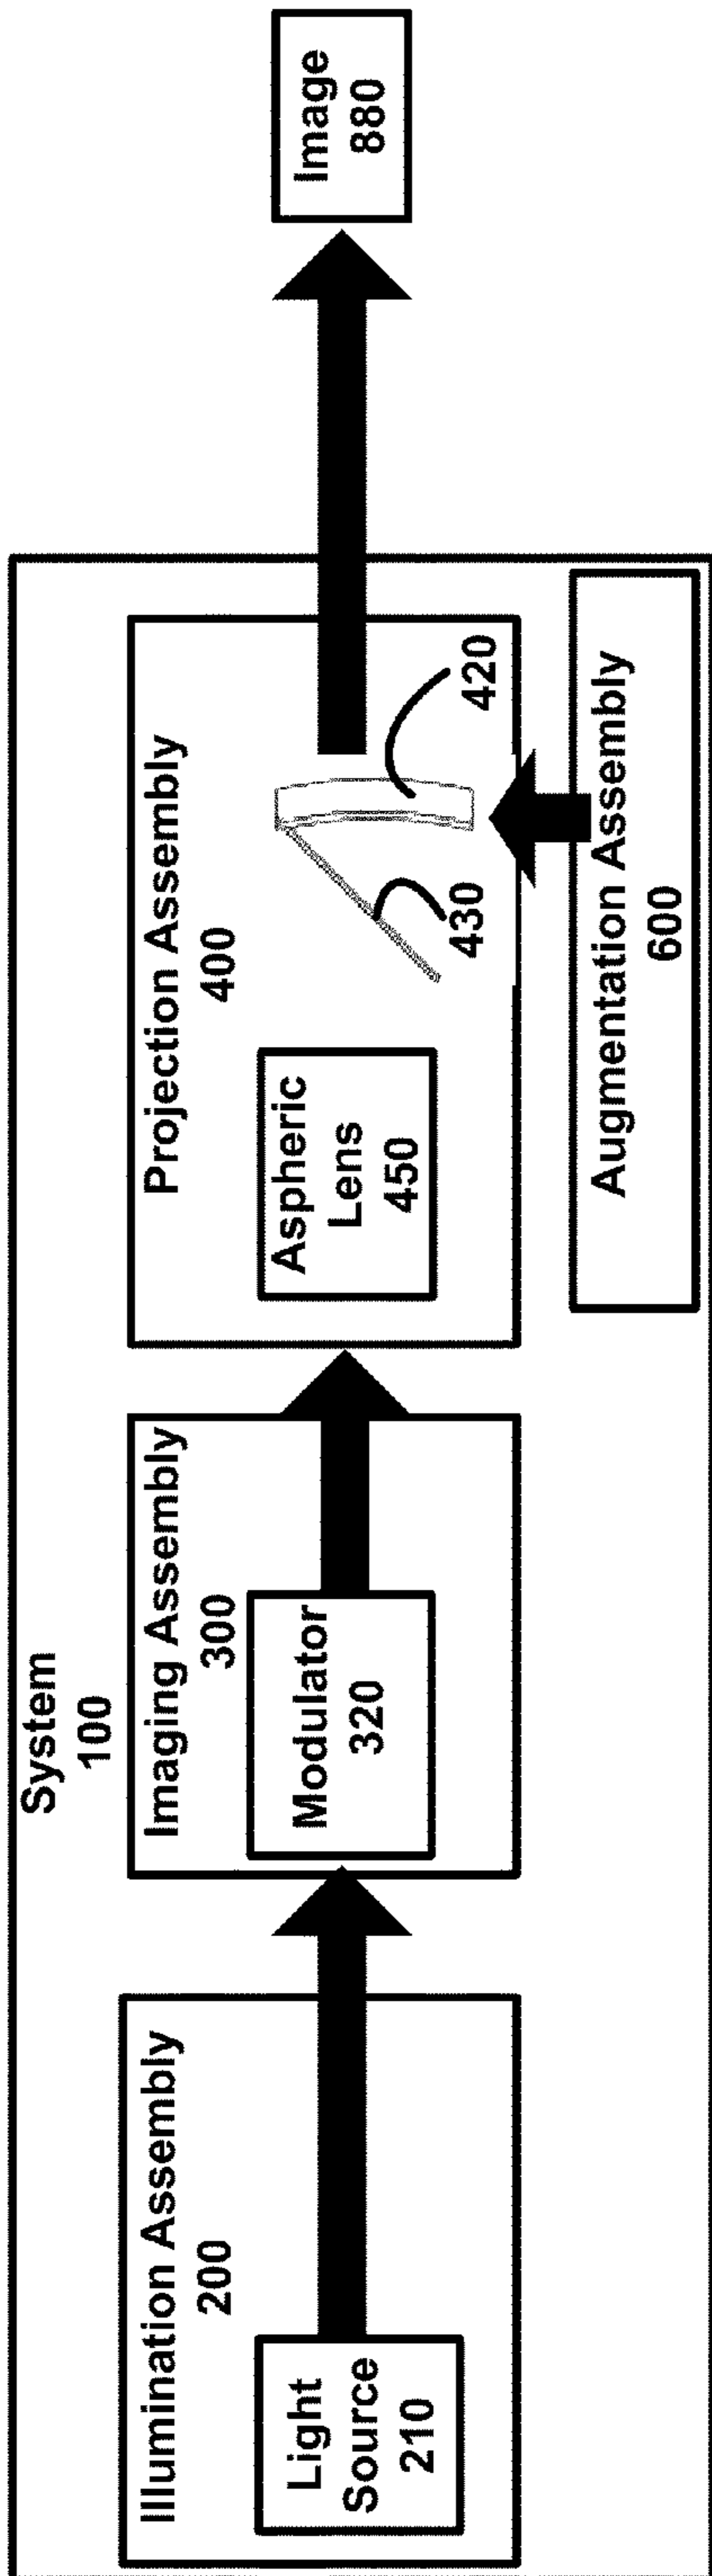 System
100
Illumination Assembly
200
Light
Source
210
Imaging Assembly
300
Modulator
320
Projection Assembly
400
Aspheric
Lens
450
430
420
Augmentation Assembly
600
Image
880